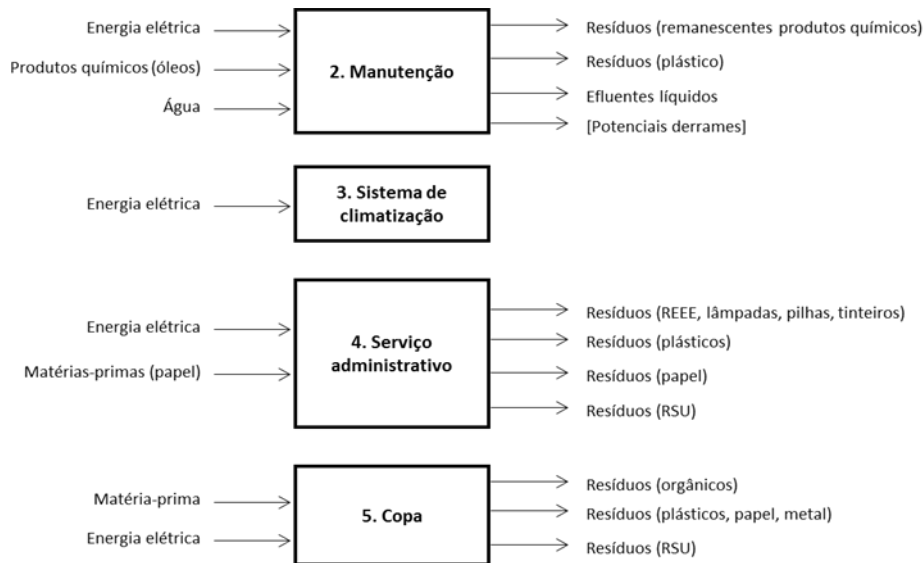 Energia elétrica
Produtos químicos (óleos)
Água
2. Manutenção
Resíduos (remanescentes produtos químicos)
Resíduos (plástico)
Efluentes líquidos
[Potenciais derrames]
Energia elétrica
3. Sistema de
climatização
Energia elétrica
Matérias-primas (papel)
4. Serviço
administrativo
Resíduos (REEE, lâmpadas, pilhas, tinteiros)
Resíduos (plásticos)
Resíduos (papel)
Resíduos (RSU)
Matéria-prima
Energia elétrica
5. Copa
Resíduos (orgânicos)
Resíduos (plásticos, papel, metal)
Resíduos (RSU)